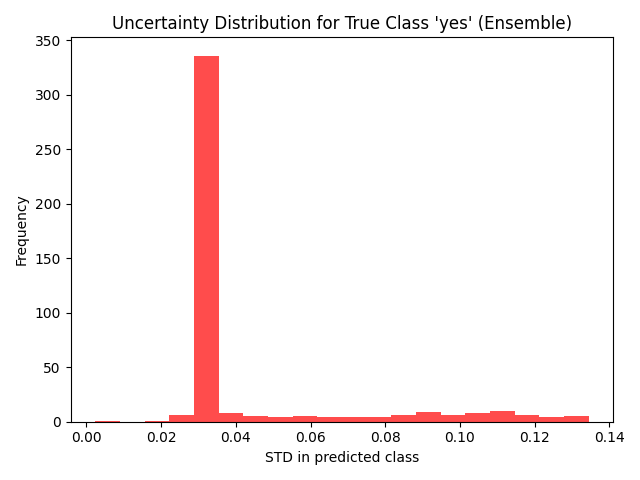 Uncertainty Distribution for True Class 'yes' (Ensemble)
350
300
250
200
150
100
50
0
Frequency
0.00 0.02 0.04 0.06 0.08 0.10 0.12 0.14
STD in predicted class